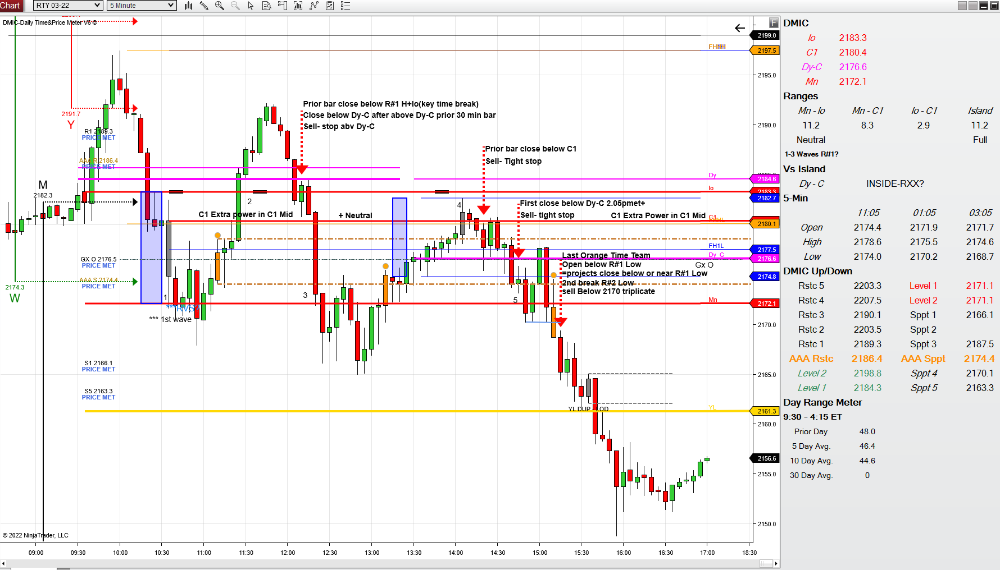 Chart
RTY 03-22
5 Minute
DMIC-Daily Time&Price Meter V6 ©
F
2199.0
2197.5
2195.0
2191.7
Y
R1 2189.3
PRICE MET
AAA R 2186.4
PRICE MET
M
2182.3
GX O 2176.5
PRICE MET
AAA S 2174.4
PRICE MET
2174.3
W
S1 2166.1
PRICE MET
S5 2163.3
PRICE MET
Prior bar close below R#1 H+Io(key time break)
Close below Dy-C after above Dy-C prior 30 min bar
Sell- stop abv Dy-C
Prior bar close below C1
Sell- Tight stop
First close below Dy-C 2.05pmet+
Sell- tight stop
C1 Extra power in C1 Mid
+ Neutral
C1 Extra Power in C1 Mid
Last Orange Time Team
Open below R#1 Low
=projects close below or near R#1 Low
2nd break R#2 Low
sell Below 2170 triplicate
1
2
3
4
5
***RVS?
*** 1st wave
YL DUP - LOD
2190.0
Dy
2184.6
Io
2183.3
2182.7
C1
2180.1
FH1L
2177.5
Dy_C
2176.6
Gx O
2174.8
Mn
2172.1
2170.0
2165.0
YL
2161.3
2160.0
2156.6
2155.0
2150.0
© 2022 NinjaTrader, LLC
09:00 09:30 10:00 10:30 11:00 11:30 12:00 12:30 13:00 13:30 14:00 14:30 15:00 15:30 16:00 16:30 17:00 18:30
DMIC
Io 2183.3
C1 2180.4
Dy-C 2176.6
Mn 2172.1
Ranges
Mn - Io Mn - C1 Io - C1 Island
11.2 8.3 2.9 11.2
Neutral Full
1-3 Waves R#1?
Vs Island
Dy - C INSIDE-RXX?
5-Min
11:05 01:05 03:05
Open 2174.4 2171.9 2171.7
High 2178.6 2175.5 2174.6
Low 2174.0 2170.2 2168.7
DMIC Up/Down
Rstc 5 2203.3 Level 1 2171.1
Rstc 4 2207.5 Level 2 2171.1
Rstc 3 2190.1 Sppt 1 2166.1
Rstc 2 2203.5 Sppt 2
Rstc 1 2189.3 Sppt 3 2187.5
AAA Rstc 2186.4 AAA Sppt 2174.4
Level 2 2198.8 Sppt 4 2170.1
Level 1 2184.3 Sppt 5 2163.3
Day Range Meter
9:30 - 4:15 ET
Prior Day 48.0
5 Day Avg. 46.4
10 Day Avg. 44.6
30 Day Avg. 0